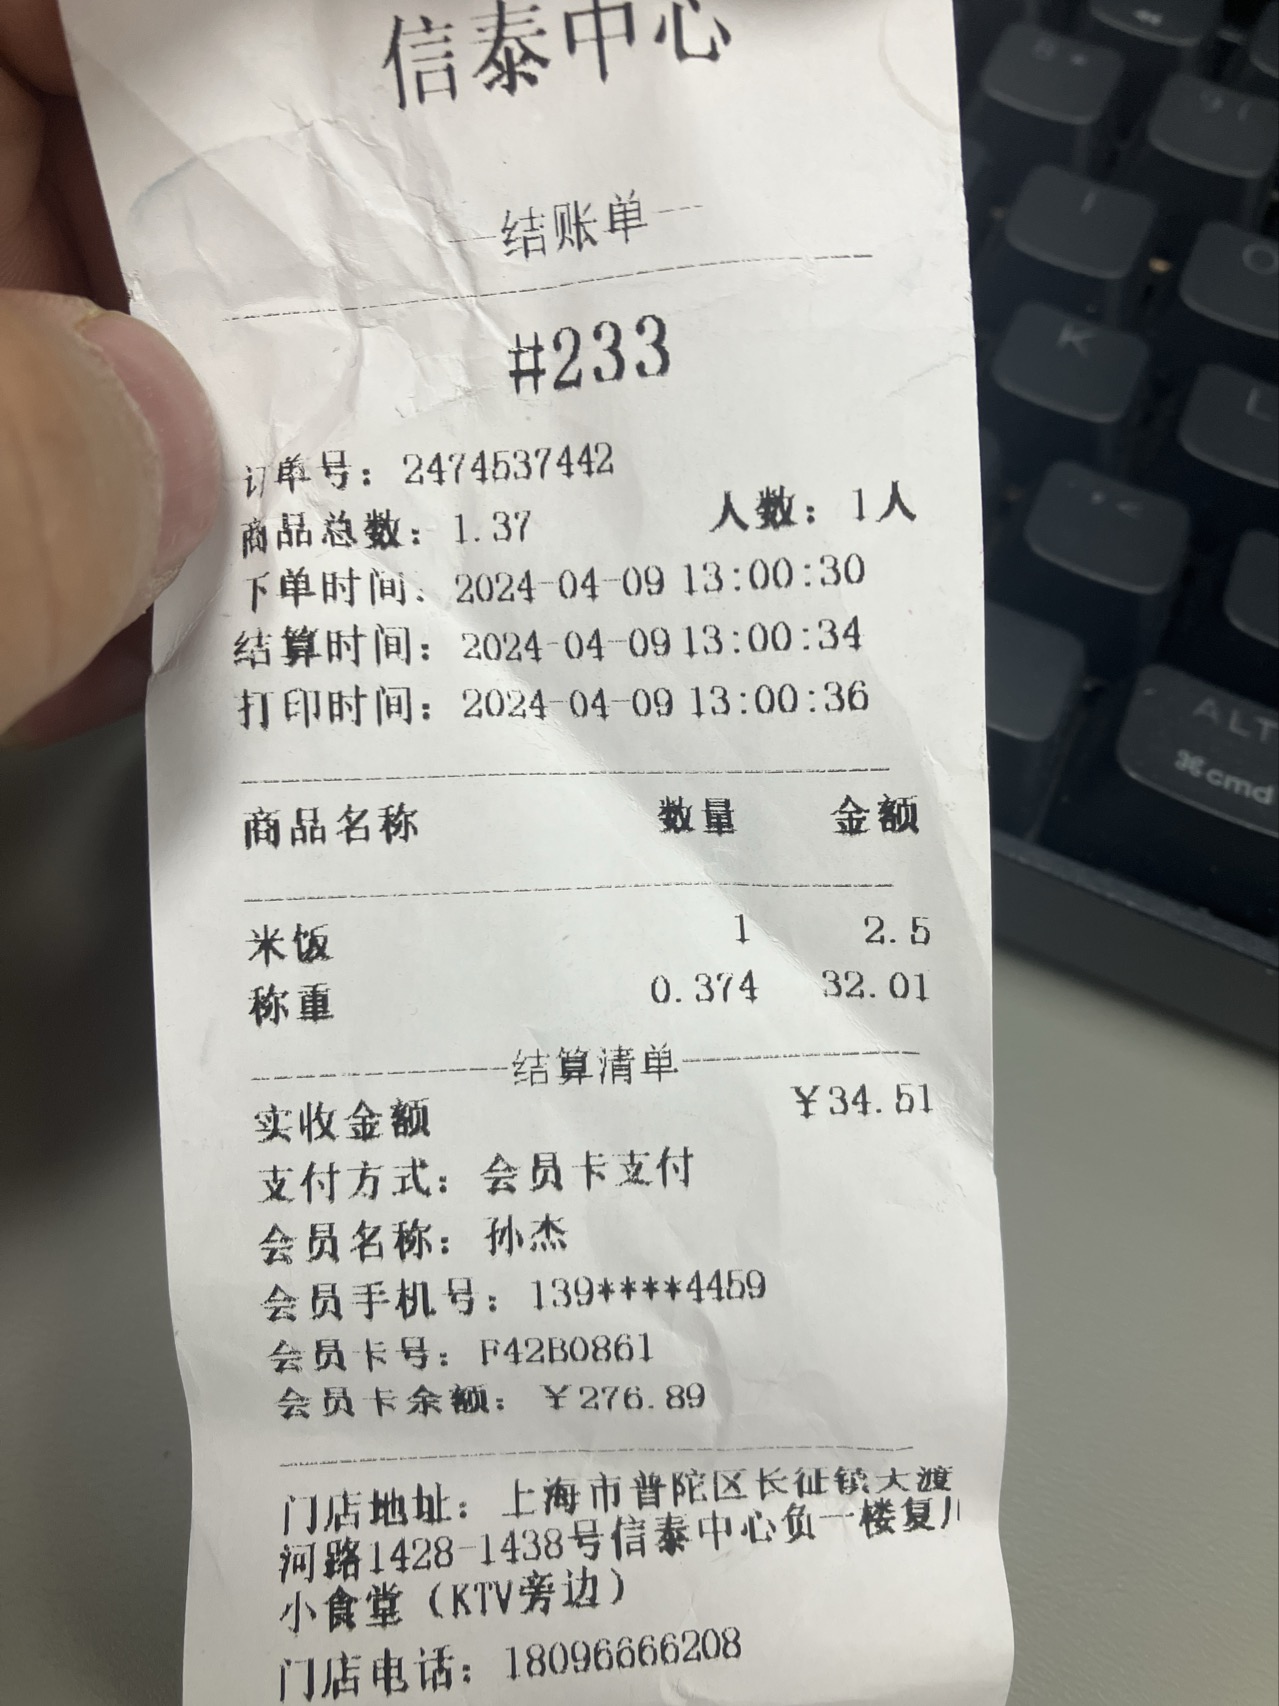 信泰中心
结账单
#233
订单号：2474537442
商品总数：1.37 人数：1人
下单时间：2024-04-09 13:00:30
结算时间：2024-04-09 13:00:34
打印时间：2024-04-09 13:00:36
商品名称 数量 金额
米饭 1 2.5
称重 0.374 32.01
结算清单
实收金额 ￥34.51
支付方式：会员卡支付
会员名称：孙杰
会员手机号：139****4459
会员卡号：F42B0861
会员卡余额：￥276.89
门店地址：上海市普陀区长征镇大渡
河路1428-1438号信泰中心负一楼复
小食堂（KTV旁边）
门店电话：18096666208
K
L
O
I
ALT
⌘cmd